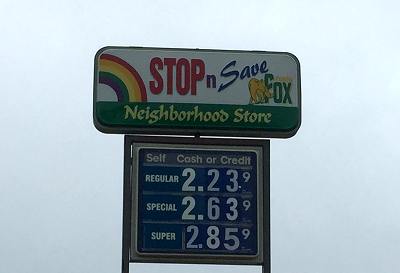 STOP n Save
FOX
Neighborhood Store
Self Cash or Credit
REGULAR 2.23 9
SPECIAL 2.63 9
SUPER 2.85 9